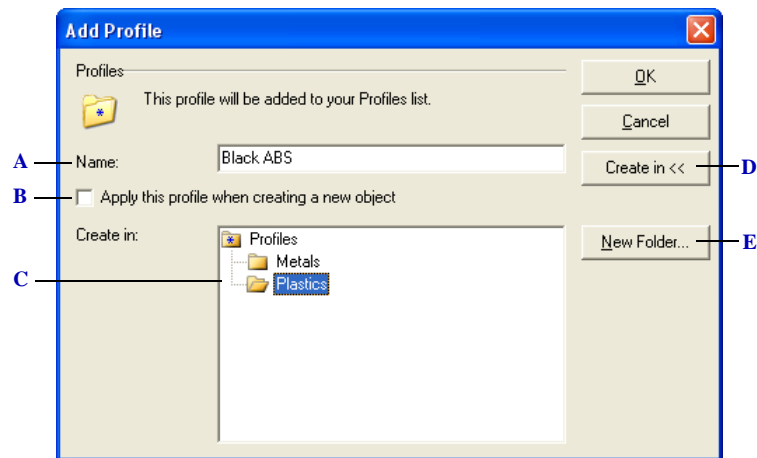 Add Profile
Profiles
OK
This profile will be added to your Profiles list.
Cancel
A
Name:
Black ABS
Create in <<
D
B
Apply this profile when creating a new object
Create in:
Profiles
New Folder...
E
Metals
C
Plastics